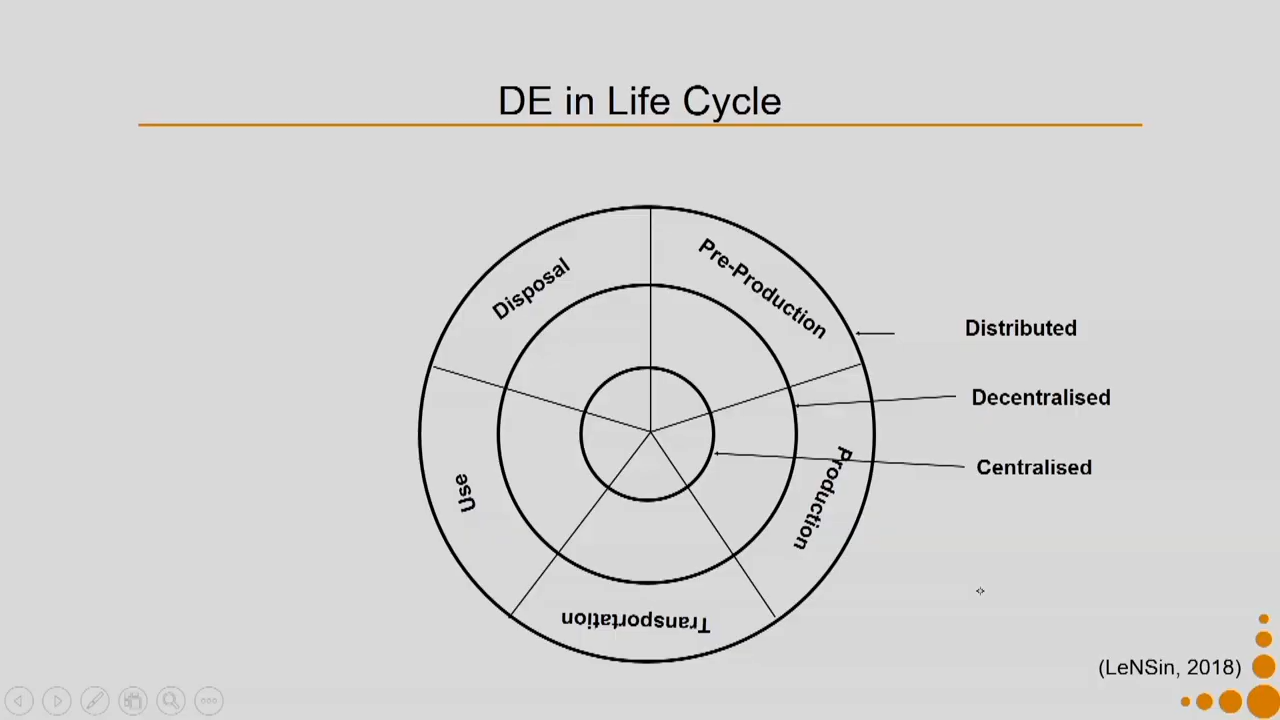 DE in Life Cycle
Disposal
Pre-Production
Distributed
Decentralised
Centralised
Use
Production
Transportation
(LeNSin, 2018)